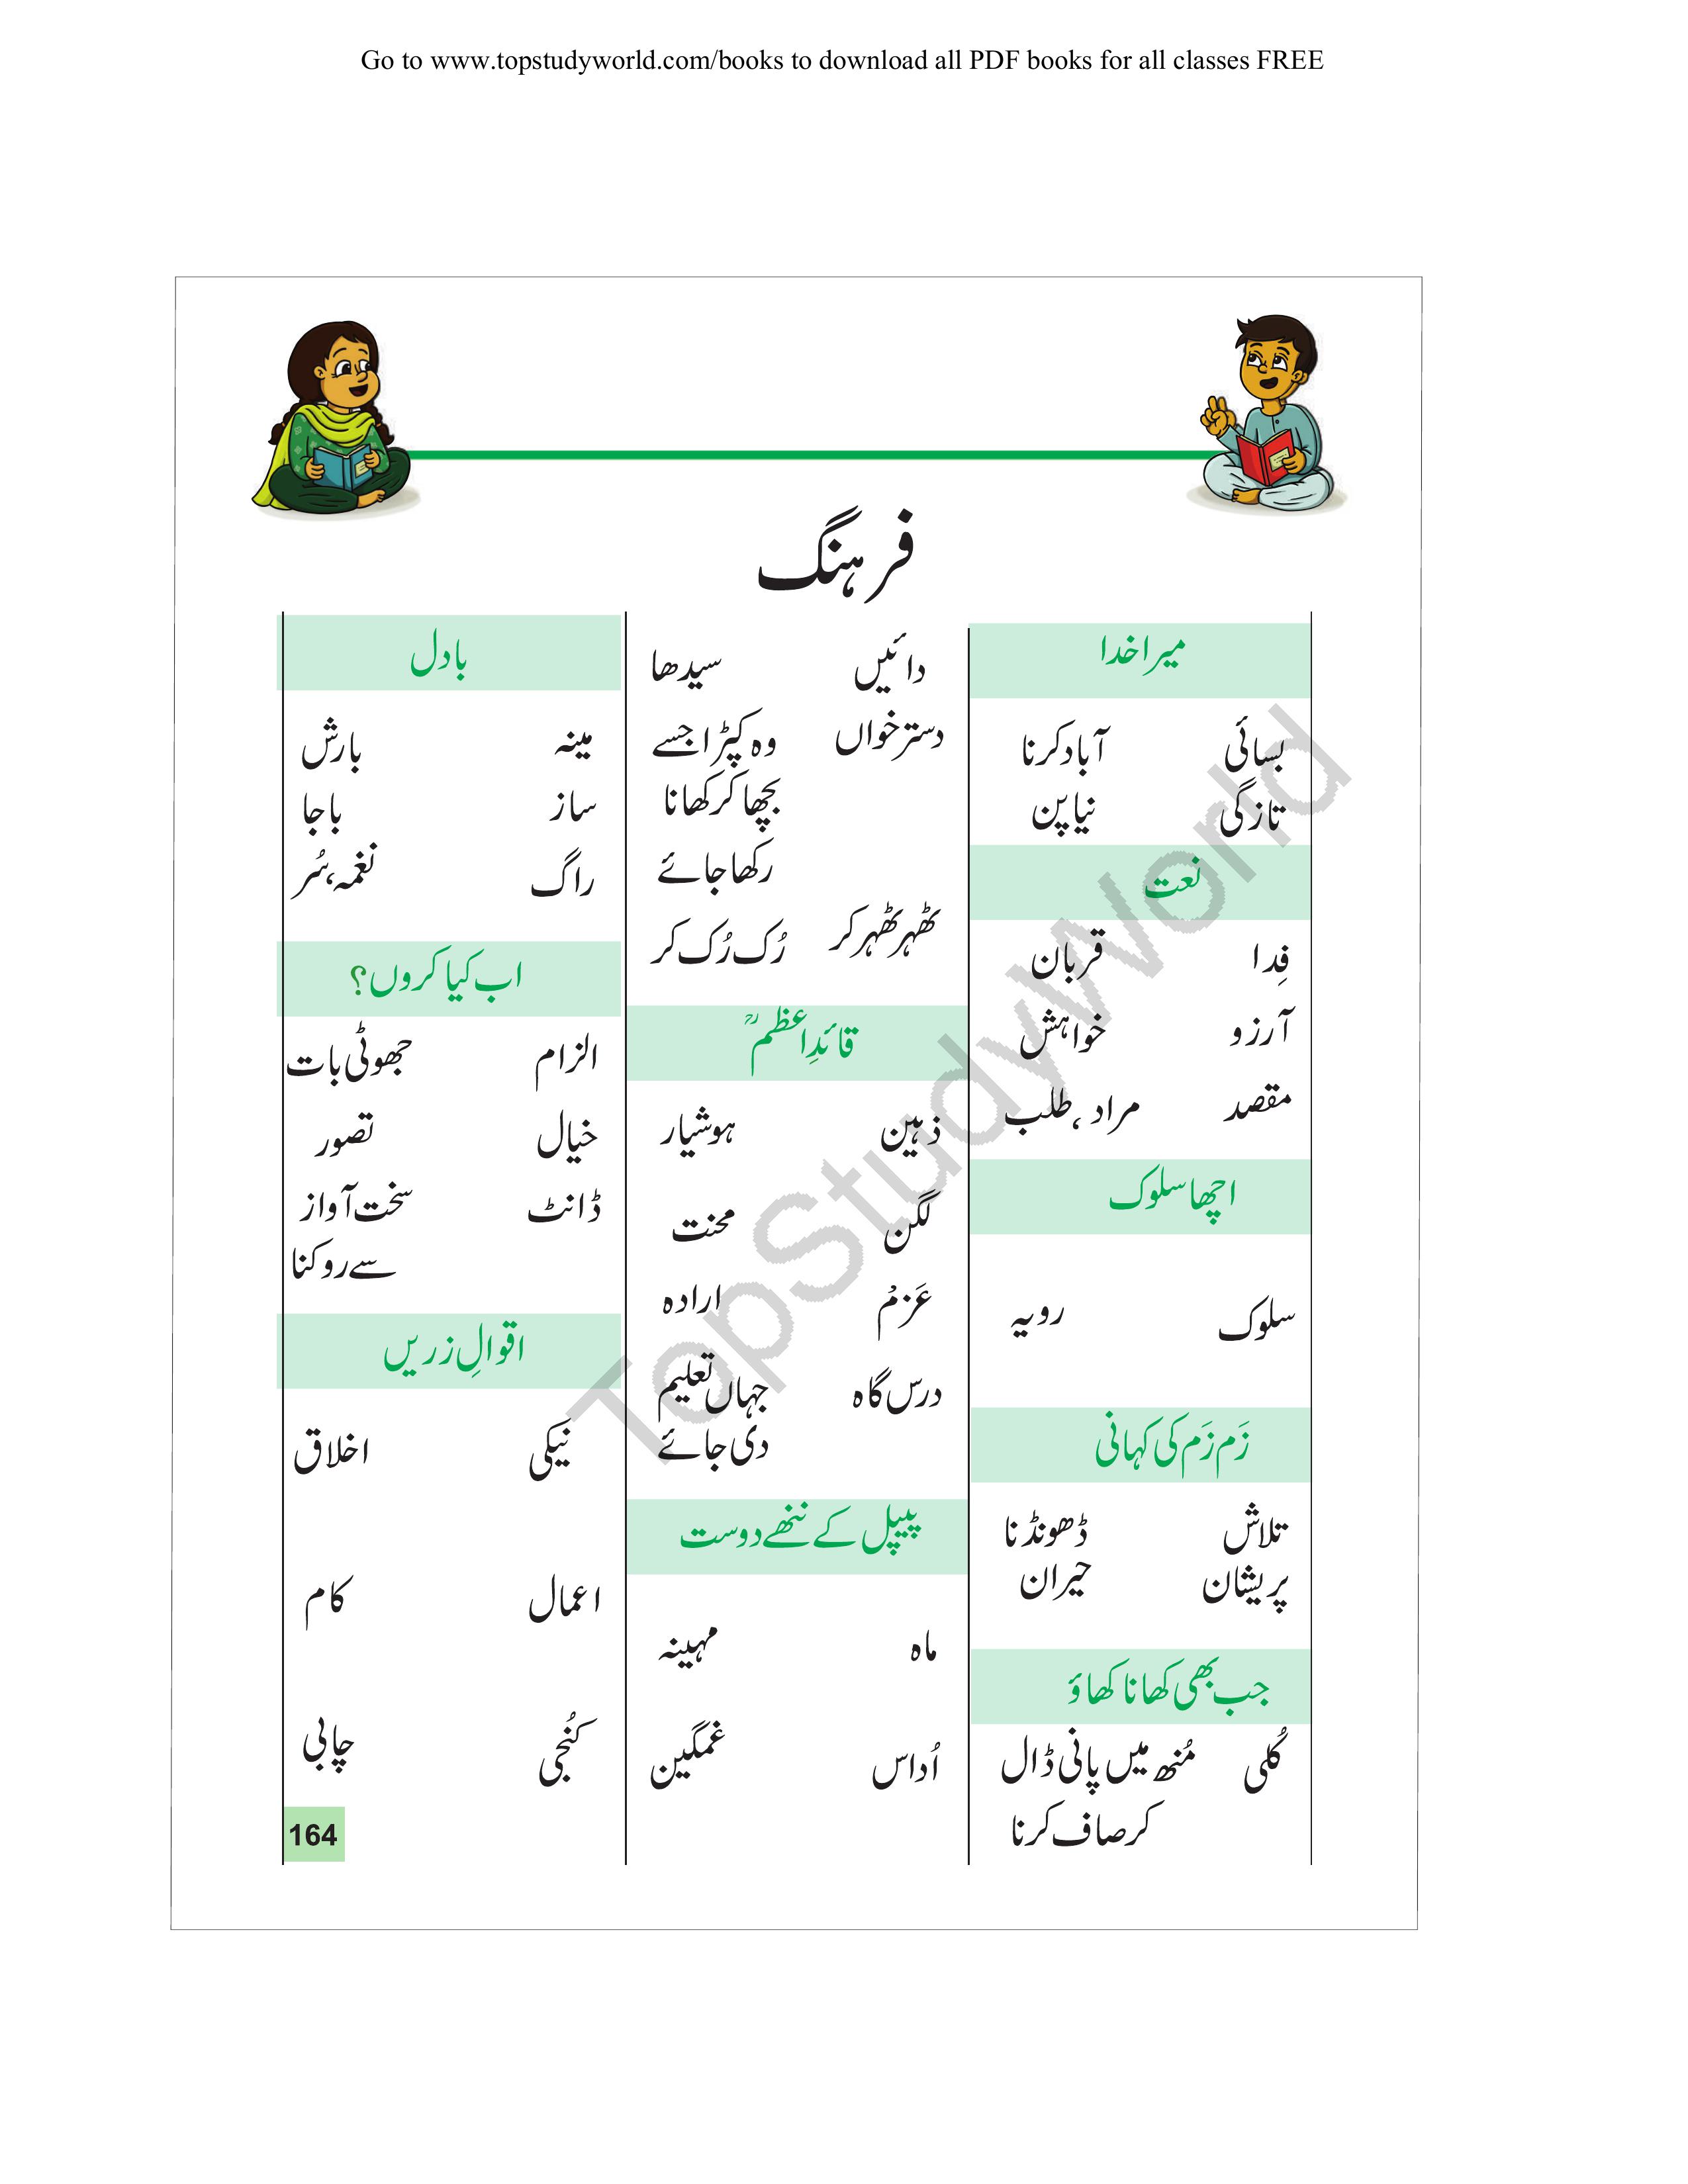 Go to www.topstudyworld.com/books to download all PDF books for all classes FREE
فرہنگ
میرا خدا
بسائی آباد کرنا
تازگی نیا پن
نعت
فِدا قربان
آرزو خواہش
مقصد مراد، طلب
اچھا سلوک
سلوک رویہ
زَم زَم کی کہانی
تلاش ڈھونڈنا
پریشان حیران
جب بھی کھانا کھاؤ
کُلی مُنھ میں پانی ڈال
کر صاف کرنا
دائیں سیدھا
دسترخواں وہ کپڑا جسے
بچھا کر کھانا
رکھا جائے
ٹھہر ٹھہر کر رُک رُک کر
قائدِاعظمؒ
ذہین ہوشیار
لگن محنت
عَزمْ ارادہ
درس گاہ جہاں تعلیم
دی جائے
پیپل کے ننھے دوست
ماہ مہینہ
اُداس غمگین
بادل
مینہ بارش
ساز باجا
راگ نغمہ، سُر
اب کیا کروں؟
الزام جھوٹی بات
خیال تصور
ڈانٹ سخت آواز
سے روکنا
اقوالِ زریں
نیکی اخلاق
اعمال کام
کُنجی چابی
164
TopStudyWorld